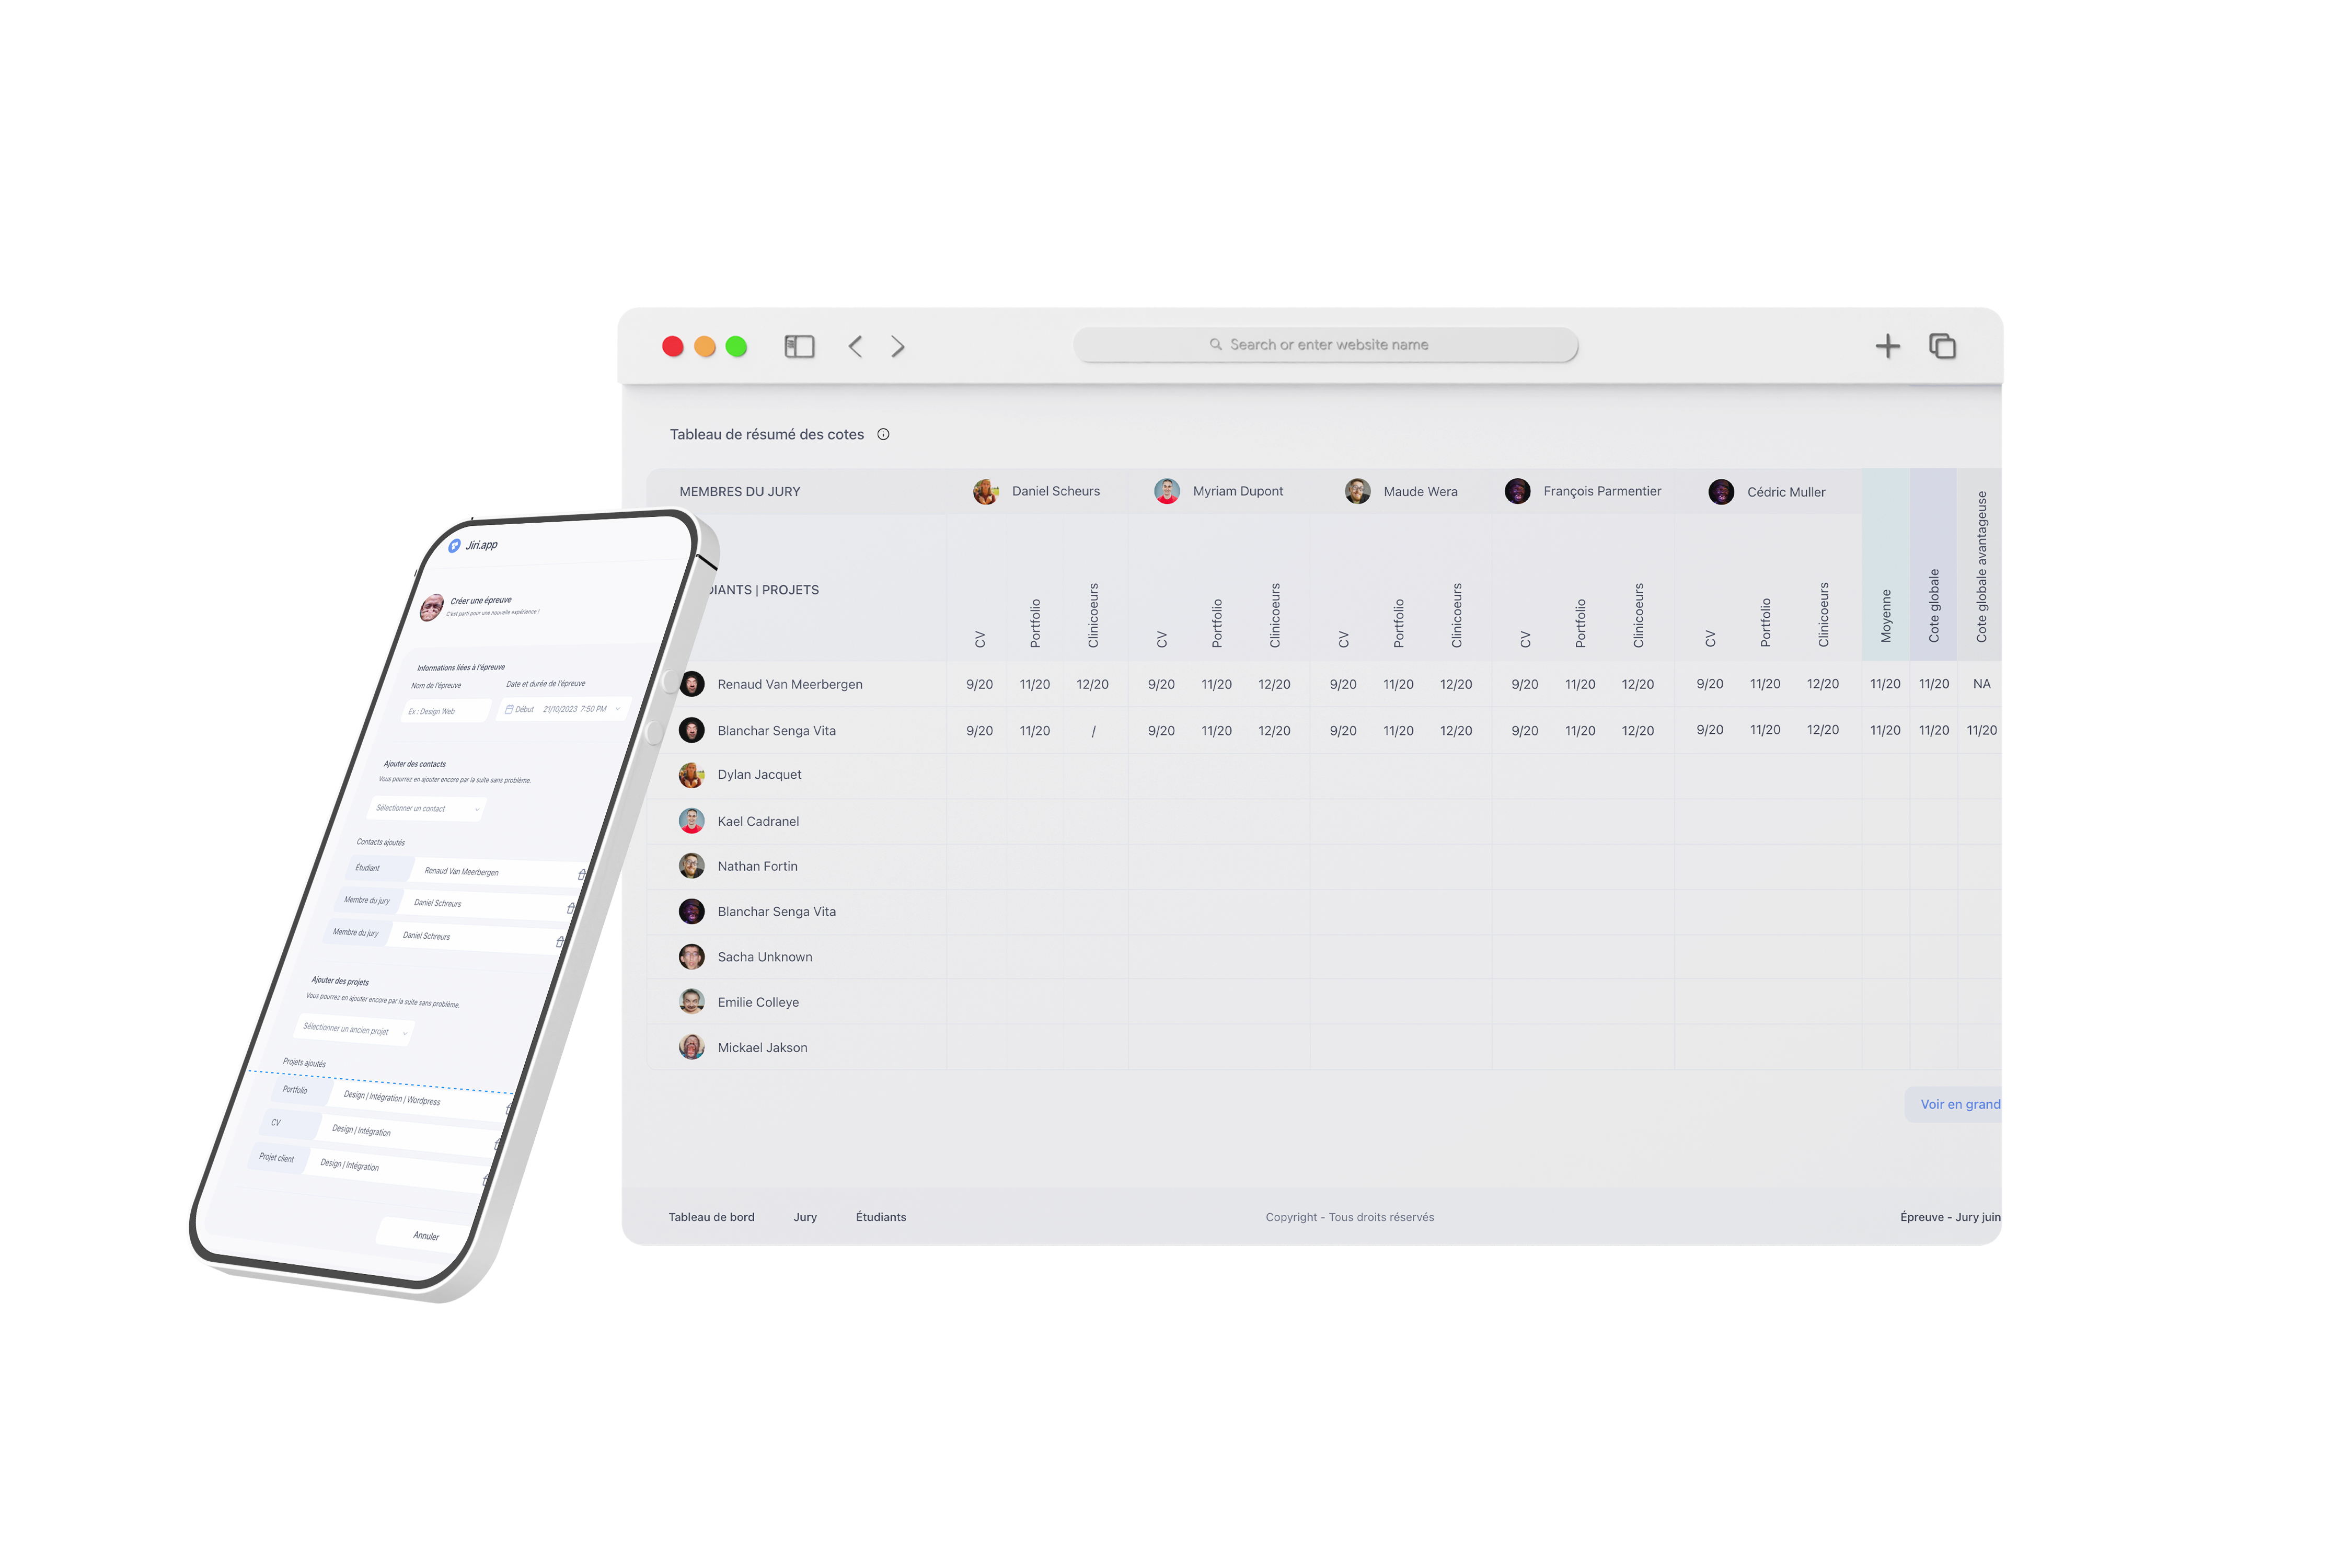 Search or enter website name
Tableau de résumé des cotes
MEMBRES DU JURY Daniel Scheurs Myriam Dupont Maude Wera François Parmentier Cédric Muller
DIANTS | PROJETS CV Portfolio Clinicoeurs CV Portfolio Clinicoeurs CV Portfolio Clinicoeurs CV Portfolio Clinicoeurs CV Portfolio Clinicoeurs Moyenne Cote globale Cote globale avantageuse
Renaud Van Meerbergen 9/20 11/20 12/20 9/20 11/20 12/20 9/20 11/20 12/20 9/20 11/20 12/20 9/20 11/20 12/20 11/20 11/20 NA
Blanchar Senga Vita 9/20 11/20 / 9/20 11/20 12/20 9/20 11/20 12/20 9/20 11/20 12/20 9/20 11/20 12/20 11/20 11/20 11/20
Dylan Jacquet
Kael Cadranel
Nathan Fortin
Blanchar Senga Vita
Sacha Unknown
Emilie Colleye
Mickael Jakson
Voir en grand
Tableau de bord Jury Étudiants Copyright - Tous droits réservés Épreuve - Jury juin
Jiri.app
Créer une épreuve
C'est parti pour une nouvelle expérience !
Informations liées à l'épreuve
Nom de l'épreuve Date et durée de l'épreuve
Ex : Design Web Début 21/10/2023 7:50 PM
Ajouter des contacts
Vous pourrez en ajouter encore par la suite sans problème.
Sélectionner un contact
Contacts ajoutés
Étudiant Renaud Van Meerbergen
Membre du jury Daniel Schreurs
Membre du jury Daniel Schreurs
Ajouter des projets
Vous pourrez en ajouter encore par la suite sans problème.
Sélectionner un ancien projet
Projets ajoutés
Portfolio Design | Intégration | Wordpress
CV Design | Intégration
Projet client Design | Intégration
Annuler